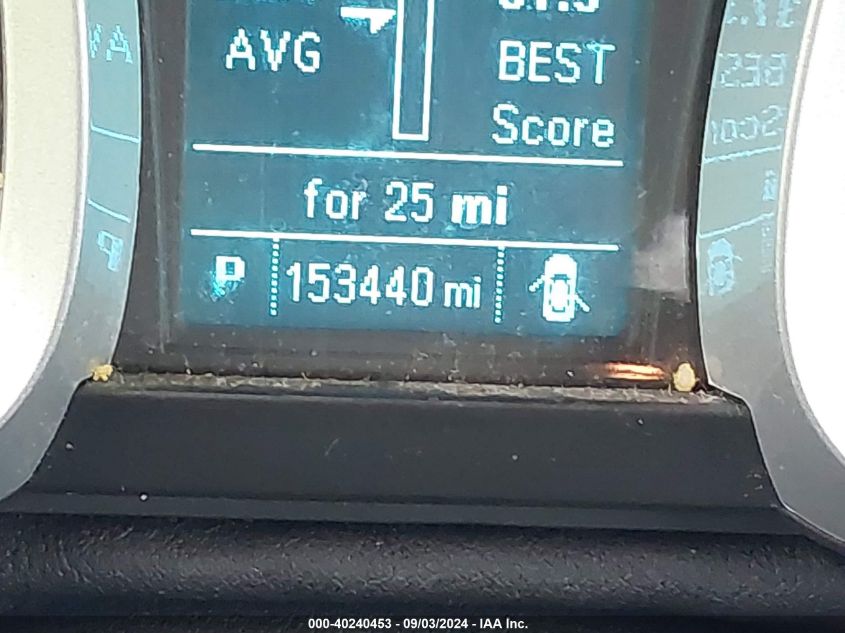 AVG
BEST
Score
for 25 mi
P 153440 mi
000-40240453 - 09/03/2024 - IAA Inc.